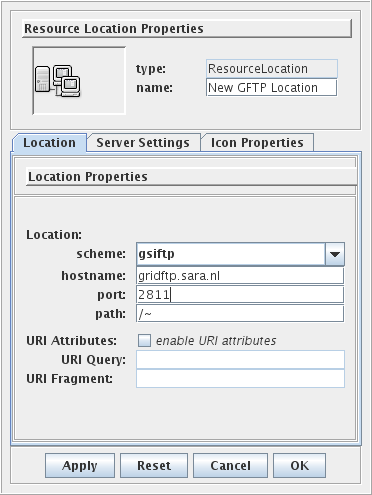 Resource Location Properties
type: ResourceLocation
name: New GFTP Location
Location Server Settings Icon Properties
Location Properties
Location:
scheme: gsiftp
hostname: gridftp.sara.nl
port: 2811
path: /~
URI Attributes: enable URI attributes
URI Query:
URI Fragment:
Apply Reset Cancel OK